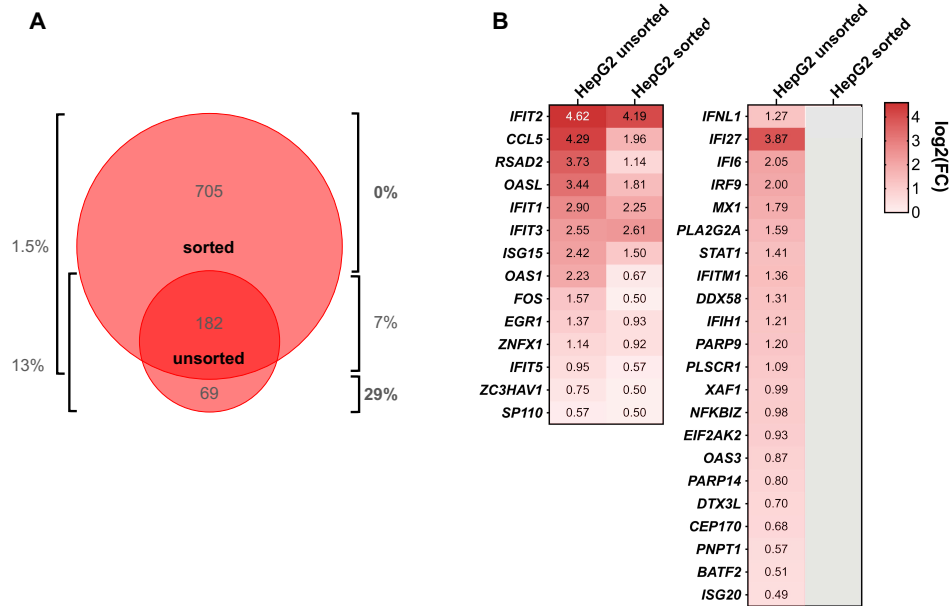 A
705
sorted
182
unsorted
69
1.5%
13%
0%
7%
29%
B
HepG2 unsorted
HepG2 sorted
IFIT2 4.62 4.19
CCL5 4.29 1.96
RSAD2 3.73 1.14
OASL 3.44 1.81
IFIT1 2.90 2.25
IFIT3 2.55 2.61
ISG15 2.42 1.50
OAS1 2.23 0.67
FOS 1.57 0.50
EGR1 1.37 0.93
ZNFX1 1.14 0.92
IFIT5 0.95 0.57
ZC3HAV1 0.75 0.50
SP110 0.57 0.50
HepG2 unsorted
HepG2 sorted
IFNL1 1.27
IFI27 3.87
IFI6 2.05
IRF9 2.00
MX1 1.79
PLA2G2A 1.59
STAT1 1.41
IFITM1 1.36
DDX58 1.31
IFIH1 1.21
PARP9 1.20
PLSCR1 1.09
XAF1 0.99
NFKBIZ 0.98
EIF2AK2 0.93
OAS3 0.87
PARP14 0.80
DTX3L 0.70
CEP170 0.68
PNPT1 0.57
BATF2 0.51
ISG20 0.49
4
3
2
1
0
log2(FC)